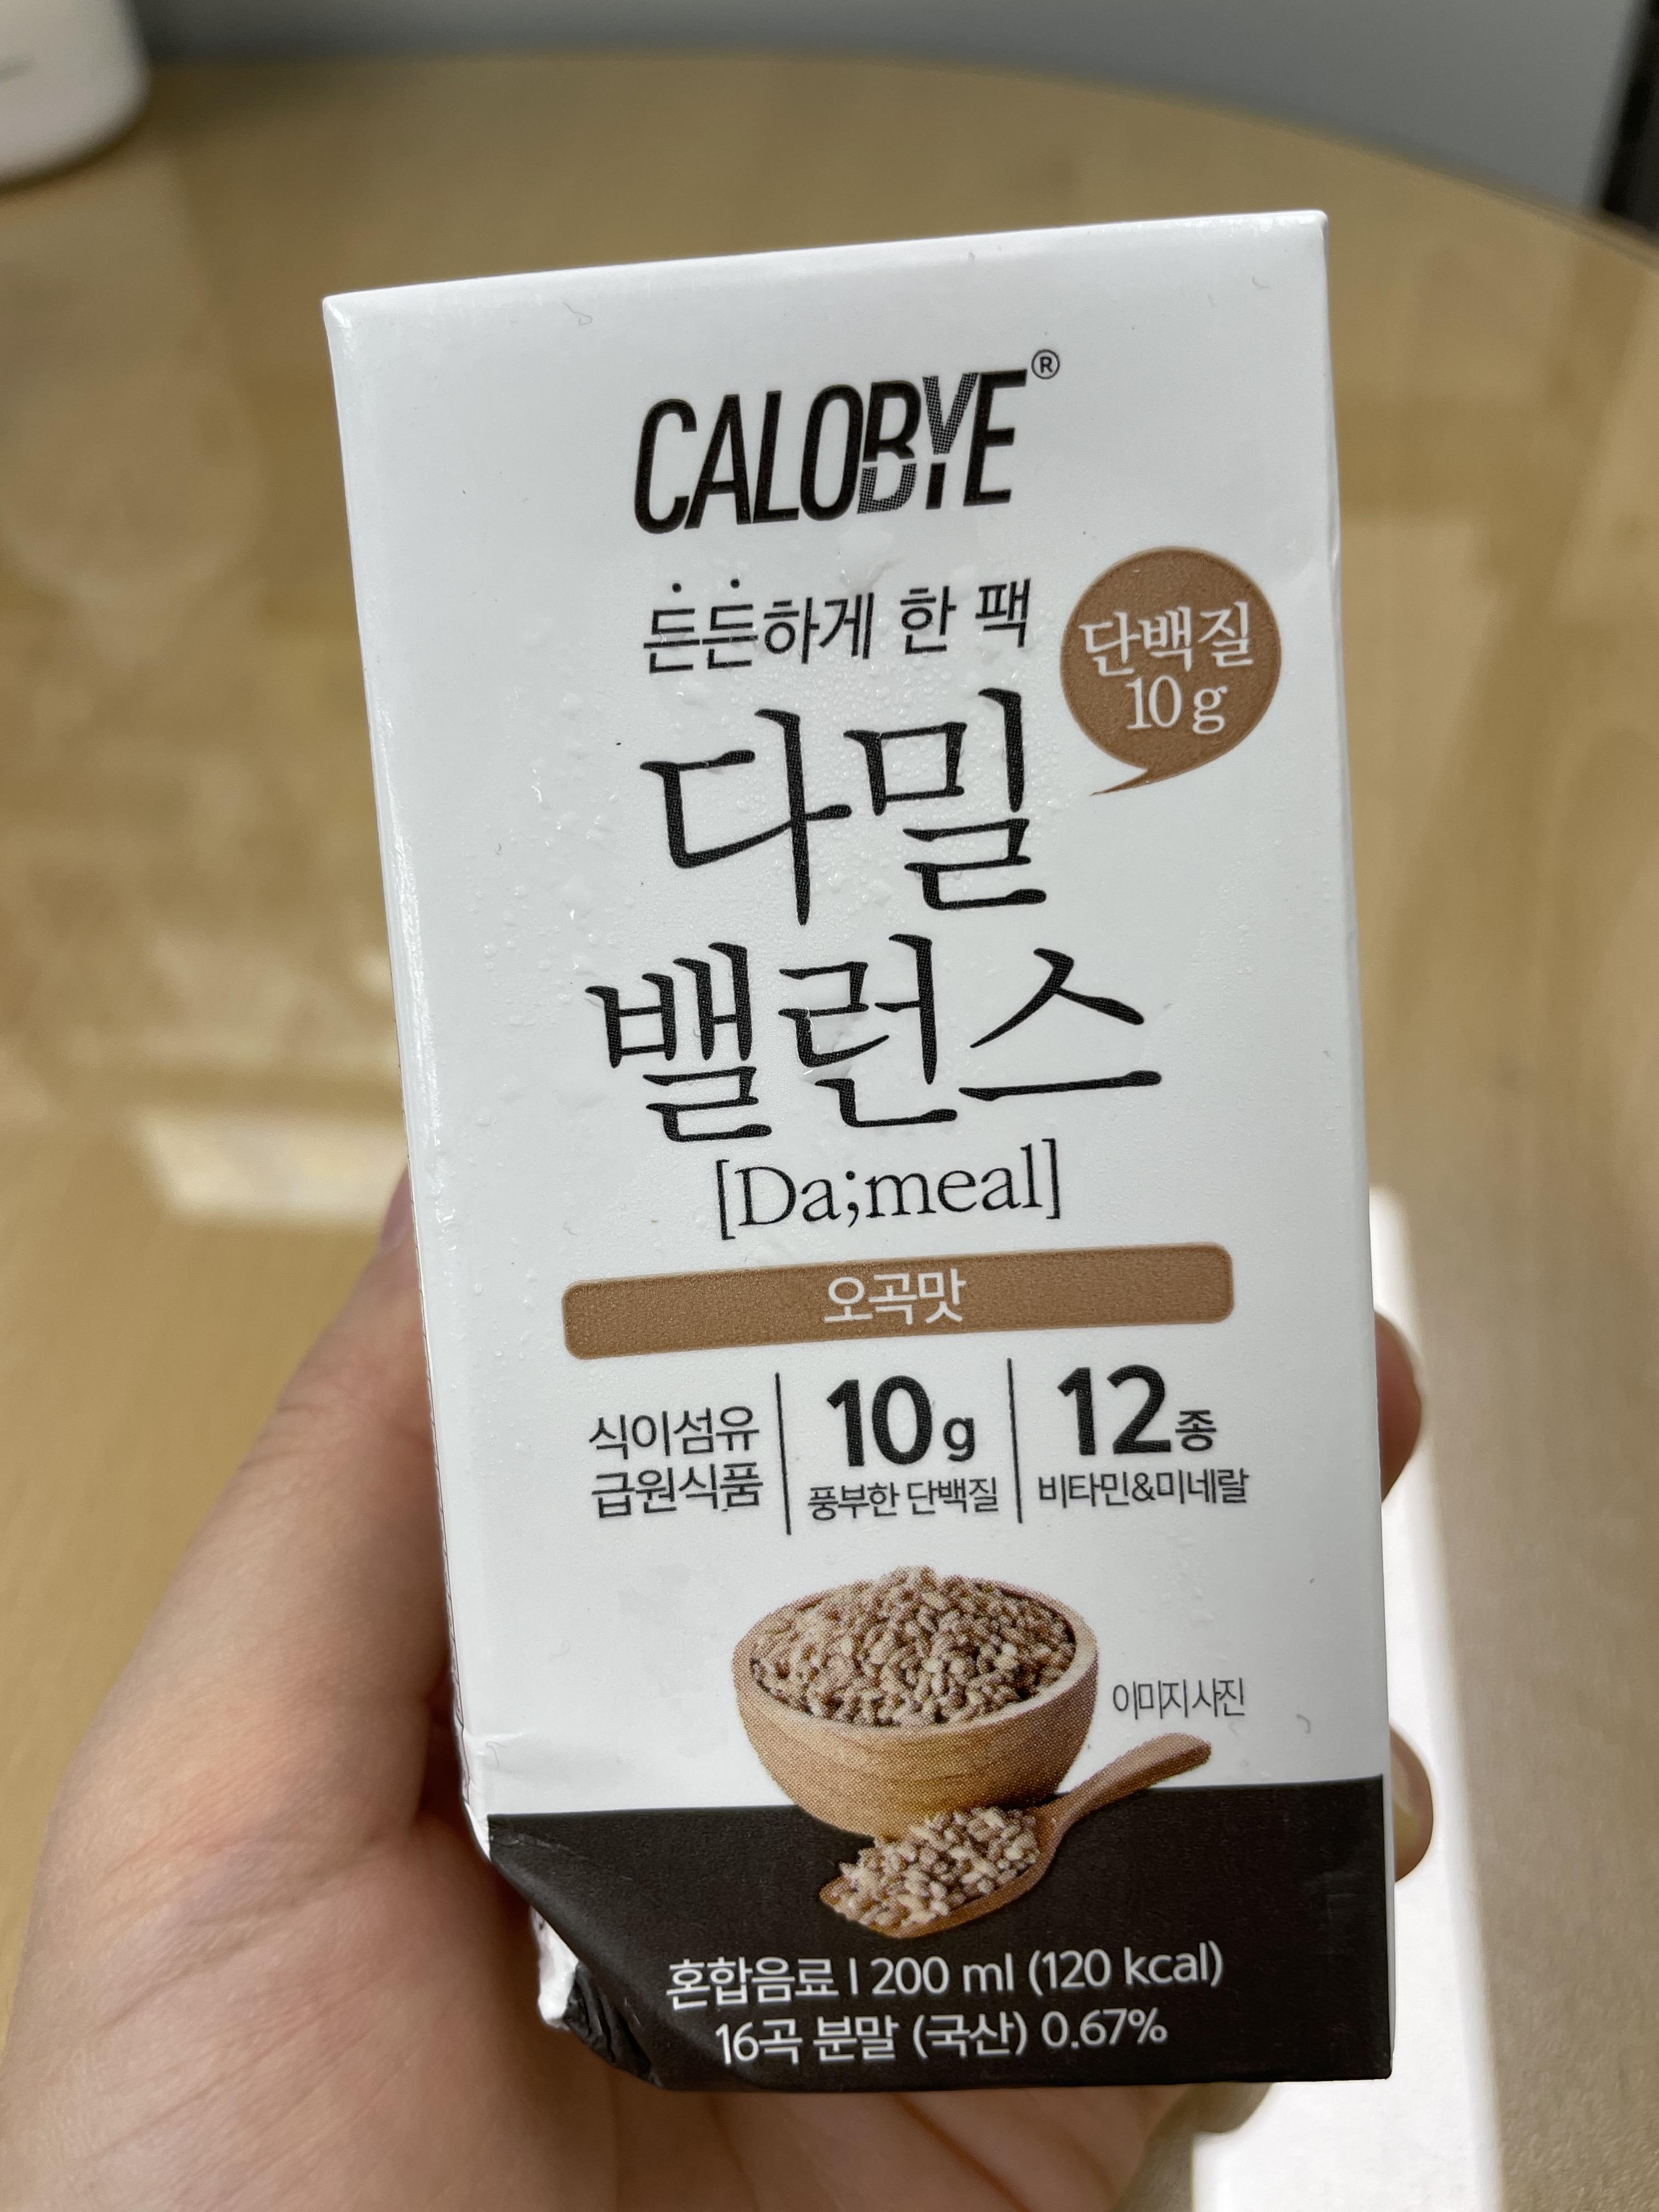 CALOBYE®
든든하게 한 팩
단백질
10 g
다밀
밸런스
[Da;meal]
오곡맛
식이섬유
급원식품
10 g
풍부한 단백질
12종
비타민&미네랄
이미지 사진
혼합음료 | 200 ml (120 kcal)
16곡 분말 (국산) 0.67%